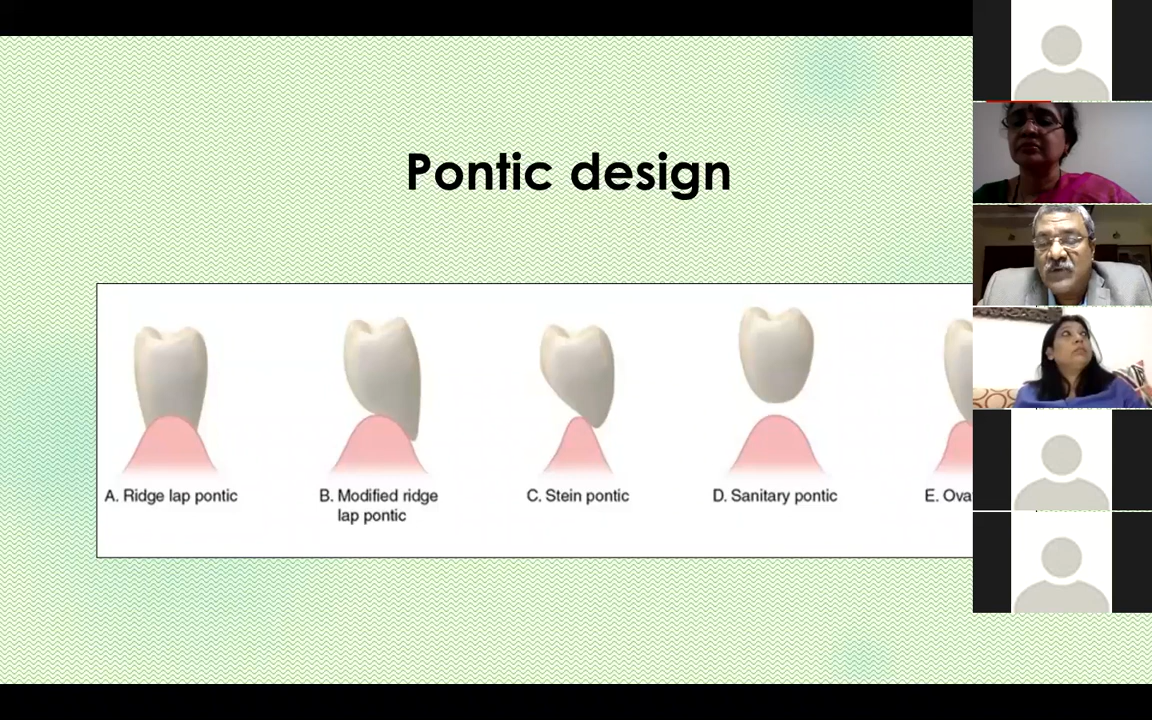 Pontic design
A. Ridge lap pontic
B. Modified ridge
lap pontic
C. Stein pontic
D. Sanitary pontic
E.